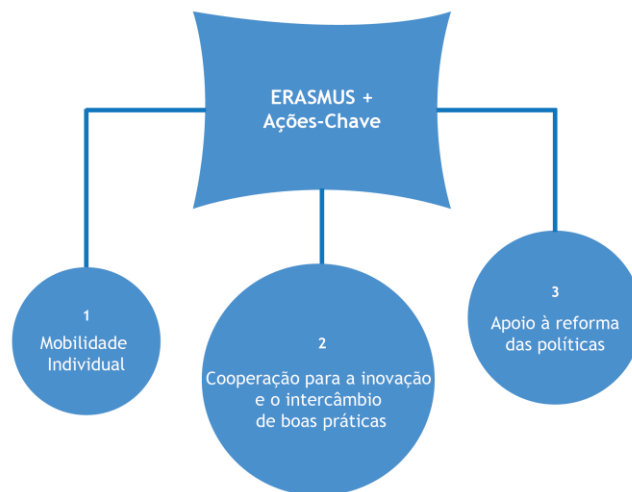 ERASMUS +
Ações-Chave
1
Mobilidade
Individual
2
Cooperação para a inovação
e o intercâmbio
de boas práticas
3
Apoio à reforma
das políticas